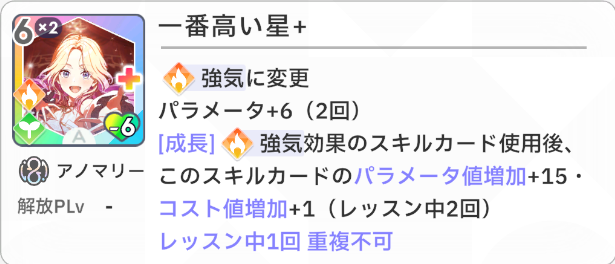 一番高い星+
6 ×2
A
-6
強気に変更
パラメータ+6（2回）
[成長] 強気効果のスキルカード使用後、
このスキルカードのパラメータ値増加+15・
コスト値増加+1（レッスン中2回）
レッスン中1回 重複不可
アノマリー
解放PLv -